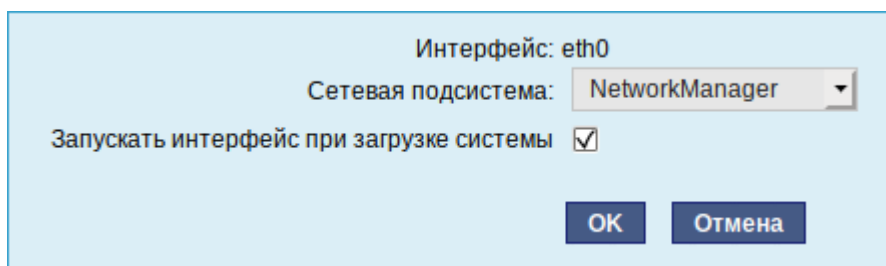 Интерфейс: eth0
Сетевая подсистема: NetworkManager
Запускать интерфейс при загрузке системы
OK Отмена